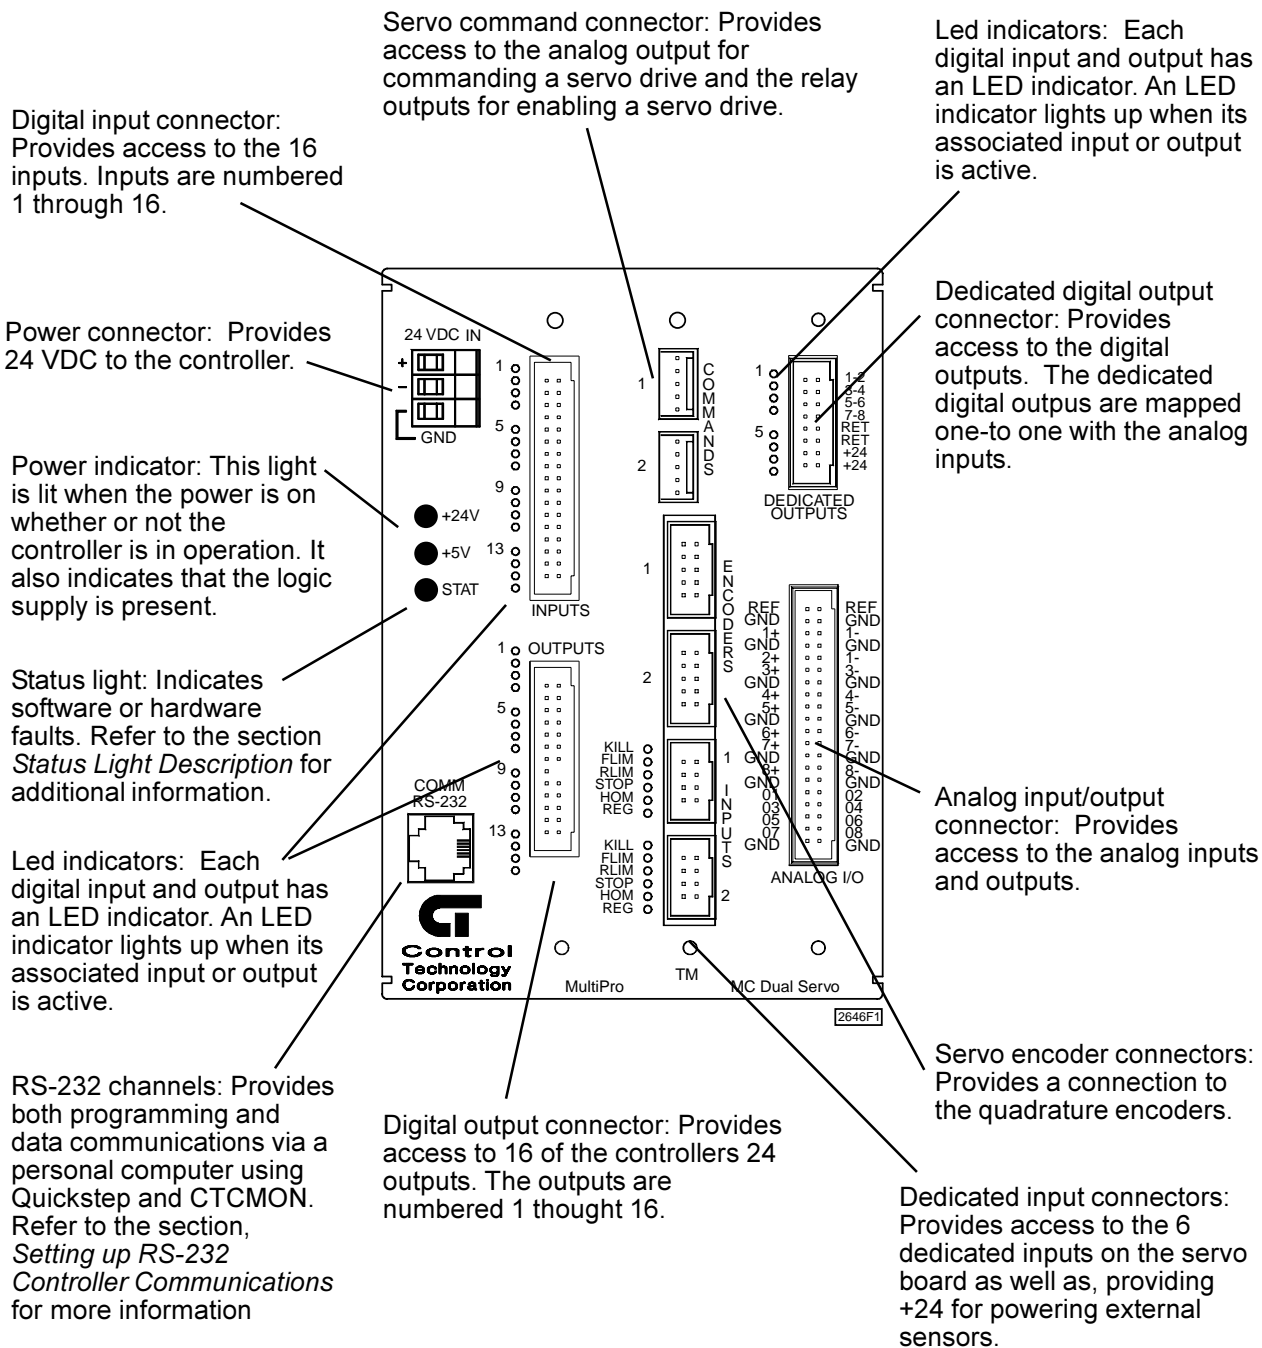 Servo command connector: Provides
access to the analog output for
commanding a servo drive and the relay
outputs for enabling a servo drive.
Led indicators:  Each
digital input and output has
an LED indicator. An LED
indicator lights up when its
associated input or output
is active.
Digital input connector:
Provides access to the 16
inputs. Inputs are numbered
1 through 16.
Dedicated digital output
connector: Provides
access to the digital
outputs.  The dedicated
digital outpus are mapped
one-to one with the analog
inputs.
Power connector:  Provides
24 VDC to the controller.
Power indicator: This light
is lit when the power is on
whether or not the
controller is in operation. It
also indicates that the logic
supply is present.
Status light: Indicates
software or hardware
faults. Refer to the section
Status Light Description for
additional information.
Led indicators:  Each
digital input and output has
an LED indicator. An LED
indicator lights up when its
associated input or output
is active.
RS-232 channels: Provides
both programming and
data communications via a
personal computer using
Quickstep and CTCMON.
Refer to the section,
Setting up RS-232
Controller Communications
for more information
24 VDC IN
+
−
GND
+24V
+5V
STAT
1
5
9
13
INPUTS
1
OUTPUTS
5
9
13
COMM
RS-232
Control
Technology
Corporation
MultiPro
TM
MC Dual Servo
2646F1
1
2
COMMANDS
1
2
ENCODERS
KILL
FLIM
RLIM
STOP
HOM
REG
1
INPUTS
KILL
FLIM
RLIM
STOP
HOM
REG
2
1
5
1-2
3-4
5-6
7-8
RET
RET
+24
+24
DEDICATED
OUTPUTS
REF REF
GND GND
1+ 1-
GND GND
2+ 1-
3+ 3-
GND GND
4+ 4-
5+ 5-
GND GND
6+ 6-
7+ 7-
GND GND
8+ 8-
GND GND
01 02
03 04
05 06
07 08
GND GND
ANALOG I/O
Analog input/output
connector:  Provides
access to the analog inputs
and outputs.
Servo encoder connectors:
Provides a connection to
the quadrature encoders.
Digital output connector: Provides
access to 16 of the controllers 24
outputs. The outputs are
numbered 1 thought 16.
Dedicated input connectors:
Provides access to the 6
dedicated inputs on the servo
board as well as, providing
+24 for powering external
sensors.